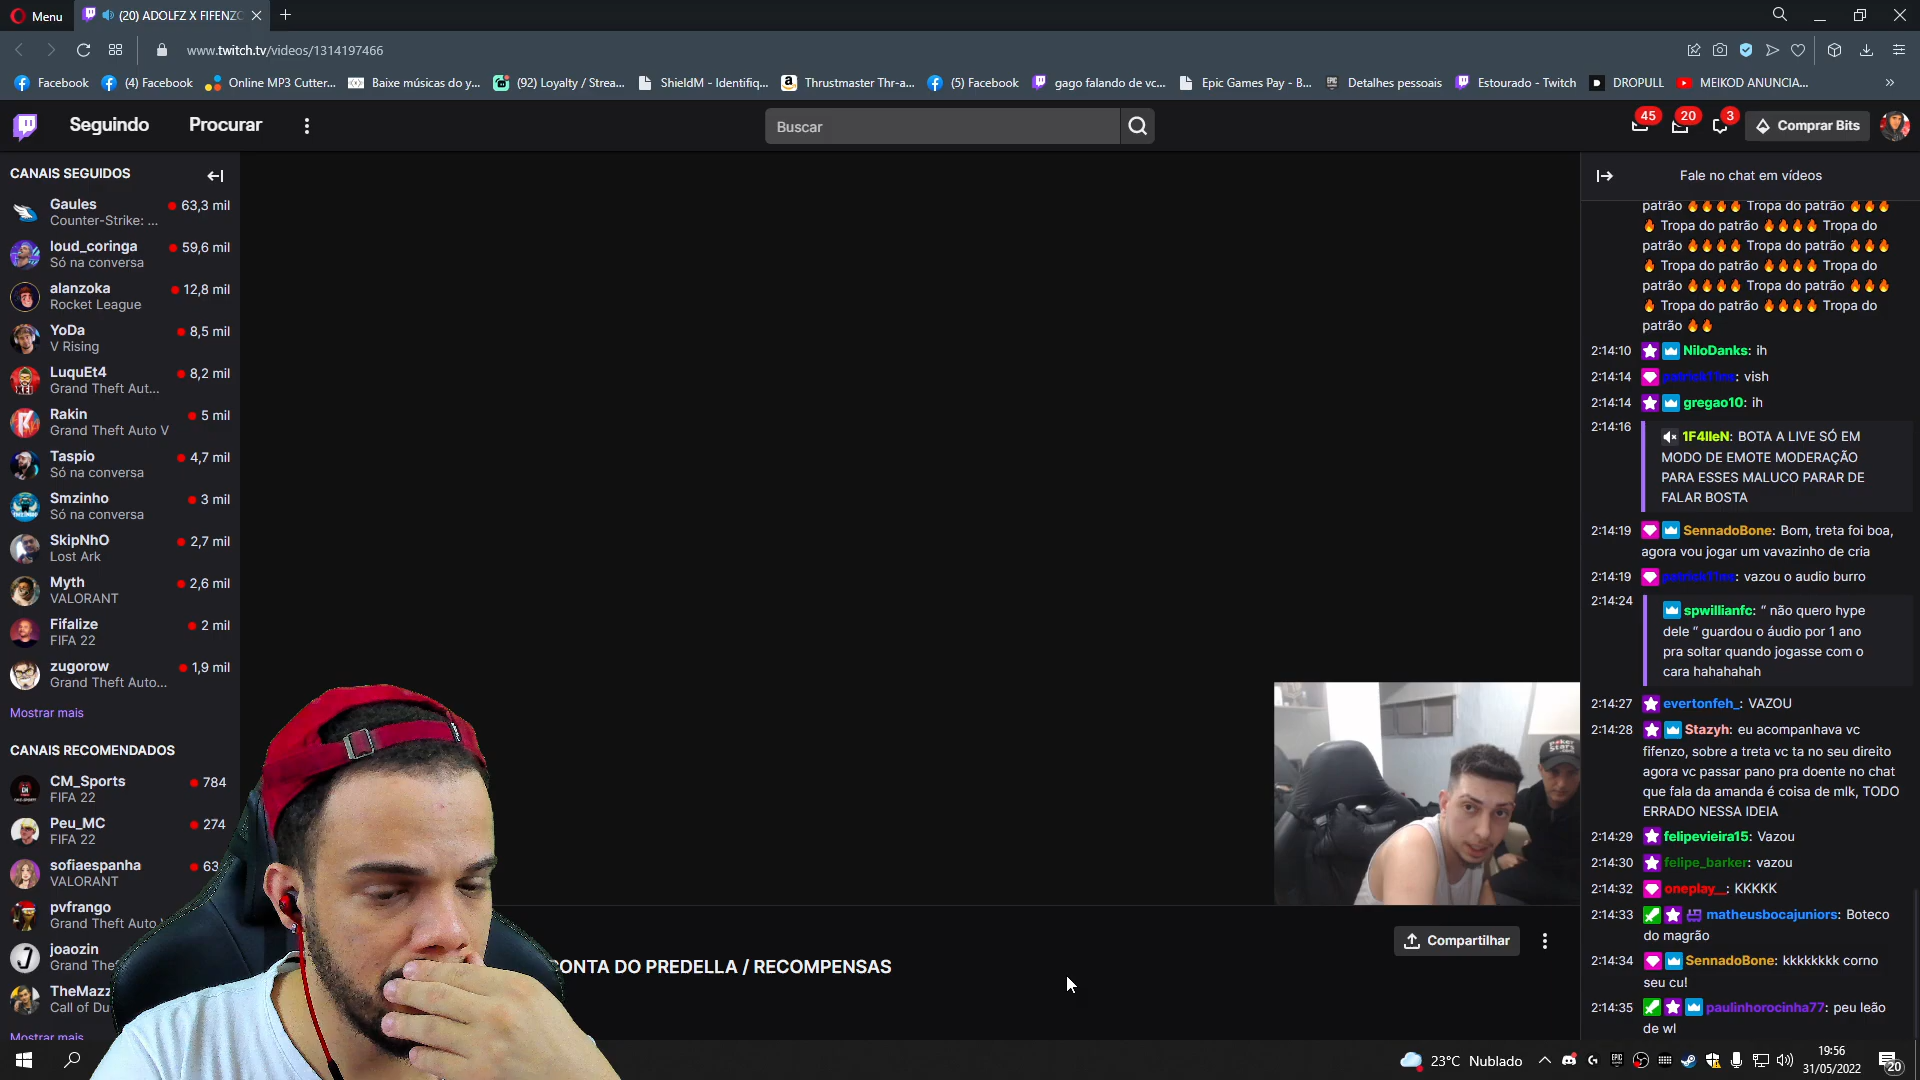 Menu
(20) ADOLFZ X FIFENZO
www.twitch.tv/videos/1314197466
Facebook
(4) Facebook
Online MP3 Cutter...
Baixe músicas do y...
(92) Loyalty / Strea...
ShieldM - Identifiq...
Thrustmaster Thr-a...
(5) Facebook
gago falando de vc...
Epic Games Pay - B...
Detalhes pessoais
Estourado - Twitch
DROPULL
MEIKOD ANUNCIA...
Seguindo
Procurar
Buscar
45
20
3
Comprar Bits
CANAIS SEGUIDOS
Gaules
63,3 mil
Counter-Strike: ...
loud_coringa
59,6 mil
Só na conversa
alanzoka
12,8 mil
Rocket League
YoDa
8,5 mil
V Rising
LuquEt4
8,2 mil
Grand Theft Aut...
Rakin
5 mil
Grand Theft Auto V
Taspio
4,7 mil
Só na conversa
Smzinho
3 mil
Só na conversa
SkipNhO
2,7 mil
Lost Ark
Myth
2,6 mil
VALORANT
Fifalize
2 mil
FIFA 22
zugorow
1,9 mil
Grand Theft Auto...
Mostrar mais
CANAIS RECOMENDADOS
CM_Sports
784
FIFA 22
Peu_MC
274
FIFA 22
sofiaespanha
63
VALORANT
pvfrango
Grand Theft Auto
joaozin
Grand The
TheMazz
Call of Du
Mostrar mais
CONTA DO PREDELLA / RECOMPENSAS
Compartilhar
Fale no chat em vídeos
patrão 🔥🔥🔥🔥 Tropa do patrão 🔥🔥🔥
🔥 Tropa do patrão 🔥🔥🔥🔥 Tropa do
patrão 🔥🔥🔥🔥 Tropa do patrão 🔥🔥🔥
🔥 Tropa do patrão 🔥🔥🔥🔥 Tropa do
patrão 🔥🔥🔥🔥 Tropa do patrão 🔥🔥🔥
🔥 Tropa do patrão 🔥🔥🔥🔥 Tropa do
patrão 🔥🔥
2:14:10 NiloDanks: ih
2:14:14 : vish
2:14:14 gregao10: ih
2:14:16 1F4lleN: BOTA A LIVE SÓ EM
MODO DE EMOTE MODERAÇÃO
PARA ESSES MALUCO PARAR DE
FALAR BOSTA
2:14:19 SennadoBone: Bom, treta foi boa,
agora vou jogar um vavazinho de cria
2:14:19 : vazou o audio burro
2:14:24 spwillianfc: “ não quero hype
dele “ guardou o áudio por 1 ano
pra soltar quando jogasse com o
cara hahahahah
2:14:27 evertonfeh_: VAZOU
2:14:28 Stazyh: eu acompanhava vc
fifenzo, sobre a treta vc ta no seu direito
agora vc passar pano pra doente no chat
que fala da amanda é coisa de mlk, TODO
ERRADO NESSA IDEIA
2:14:29 felipevieira15: Vazou
2:14:30 felipe_barker: vazou
2:14:32 oneplay__: KKKKK
2:14:33 matheusbocajuniors: Boteco
do magrão
2:14:34 SennadoBone: kkkkkkkk corno
seu cu!
2:14:35 paulinhorocinha77: peu leão
de wl
23°C Nublado
19:56
31/05/2022
20